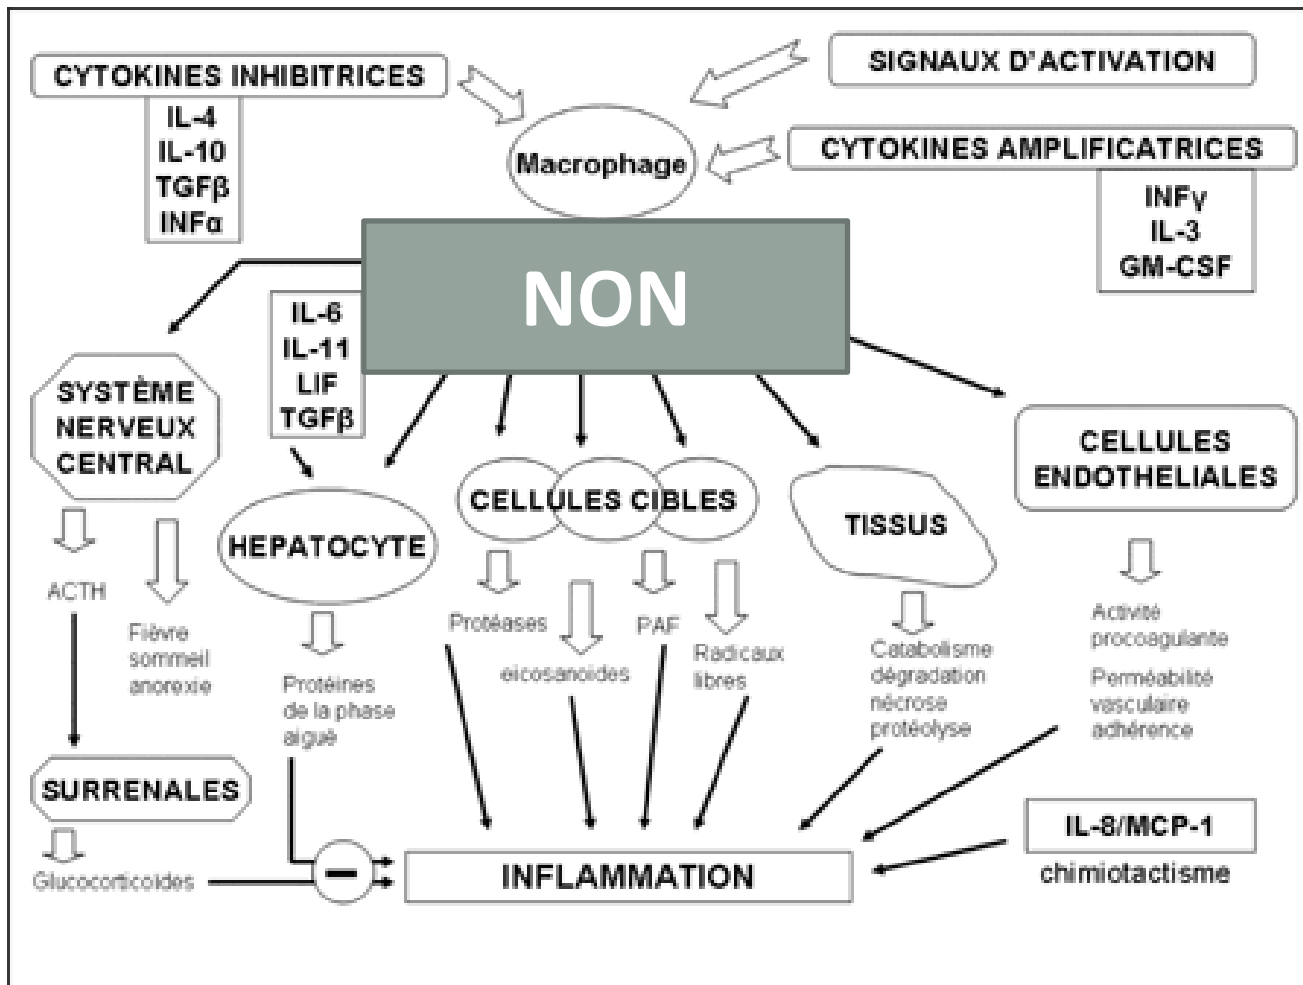 CYTOKINES INHIBITRICES
IL-4
IL-10
TGFβ
INFα
SIGNAUX D'ACTIVATION
Macrophage
CYTOKINES AMPLIFICATRICES
INFγ
IL-3
GM-CSF
NON
IL-6
IL-11
LIF
TGFβ
SYSTÈME
NERVEUX
CENTRAL
HEPATOCYTE
CELLULES CIBLES
TISSUS
CELLULES
ENDOTHELIALES
ACTH
Fièvre
sommeil
anorexie
Protéines
de la phase
aiguë
Protéases
eicosanoides
PAF
Radicaux
libres
Catabolisme
dégradation
nécrose
protéolyse
Activité
procoagulante
Perméabilité
vasculaire
adhérence
SURRENALES
Glucocorticoïdes
−
INFLAMMATION
IL-8/MCP-1
chimiotactisme